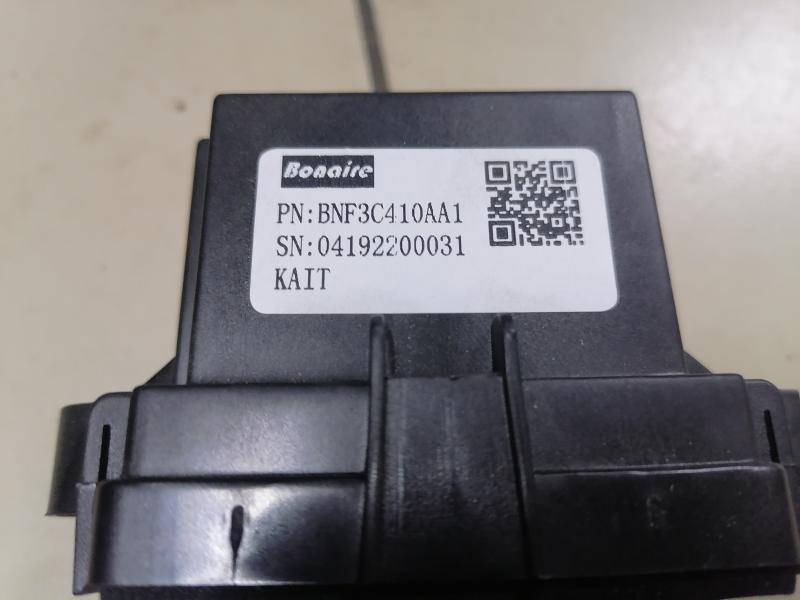 Bonaire
PN:BNF3C410AA1
SN:04192200031
KAIT